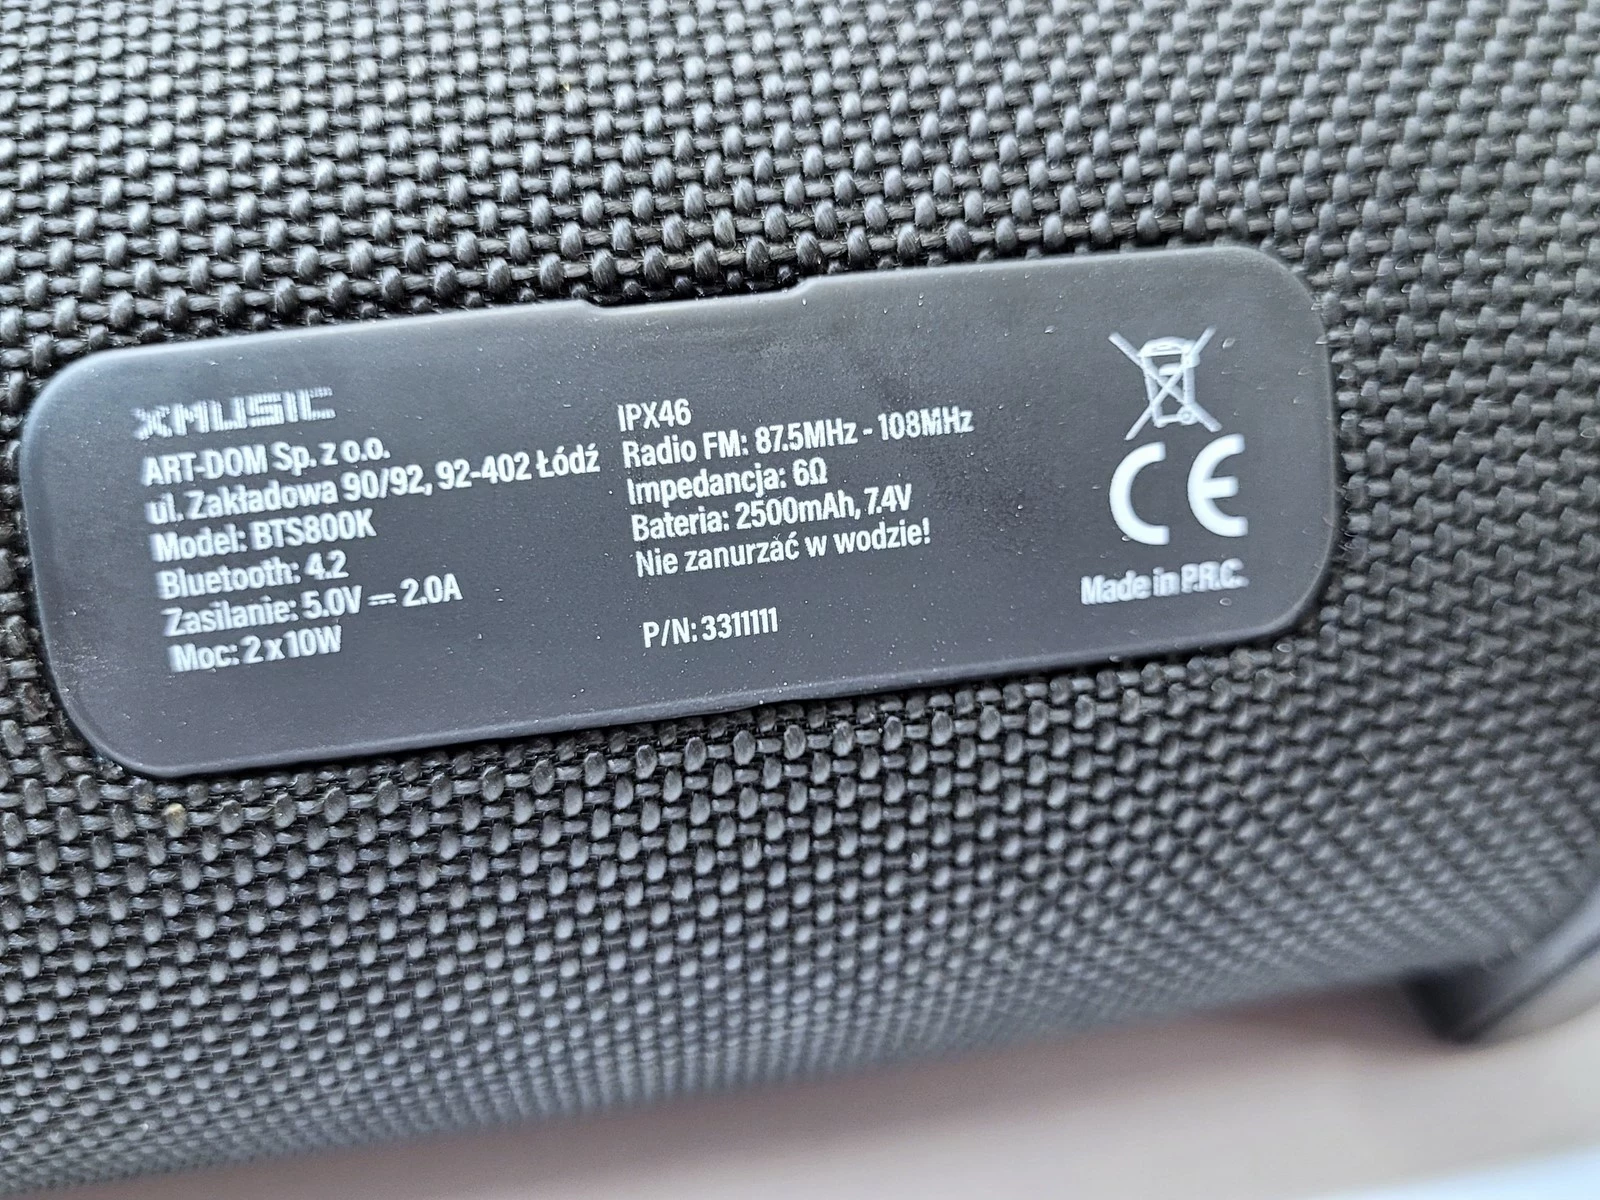 XMUSIC
ART-DOM Sp. z o.o.
ul. Zakładowa 90/92, 92-402 Łódź
Model: BTS800K
Bluetooth: 4.2
Zasilanie: 5.0V ⎓ 2.0A
Moc: 2 x 10W
IPX46
Radio FM: 87.5MHz - 108MHz
Impedancja: 6Ω
Bateria: 2500mAh, 7.4V
Nie zanurzać w wodzie!
P/N: 3311111
CE
Made in P.R.C.